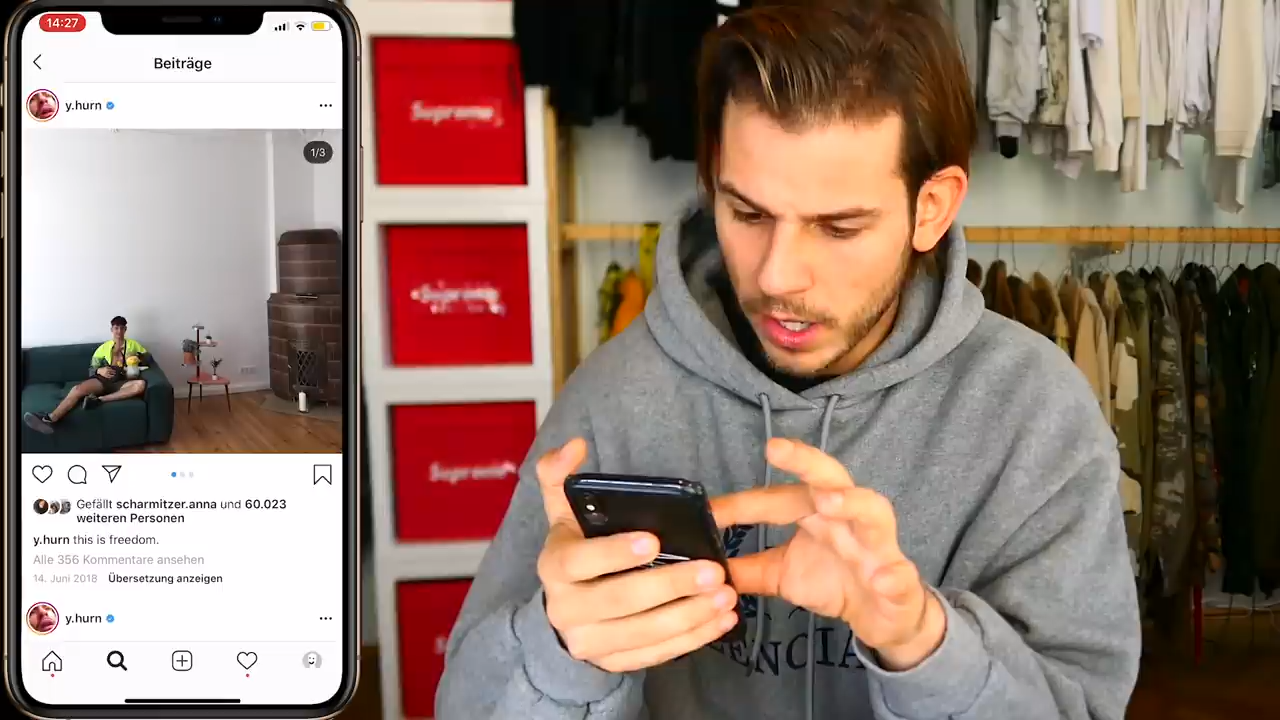 14:27
Beiträge
y.hurn
1/3
Gefällt scharmitzer.anna und 60.023
weiteren Personen
y.hurn this is freedom.
Alle 356 Kommentare ansehen
14. Juni 2018 Übersetzung anzeigen
y.hurn
Supreme
Supreme
Supreme
ENCIA